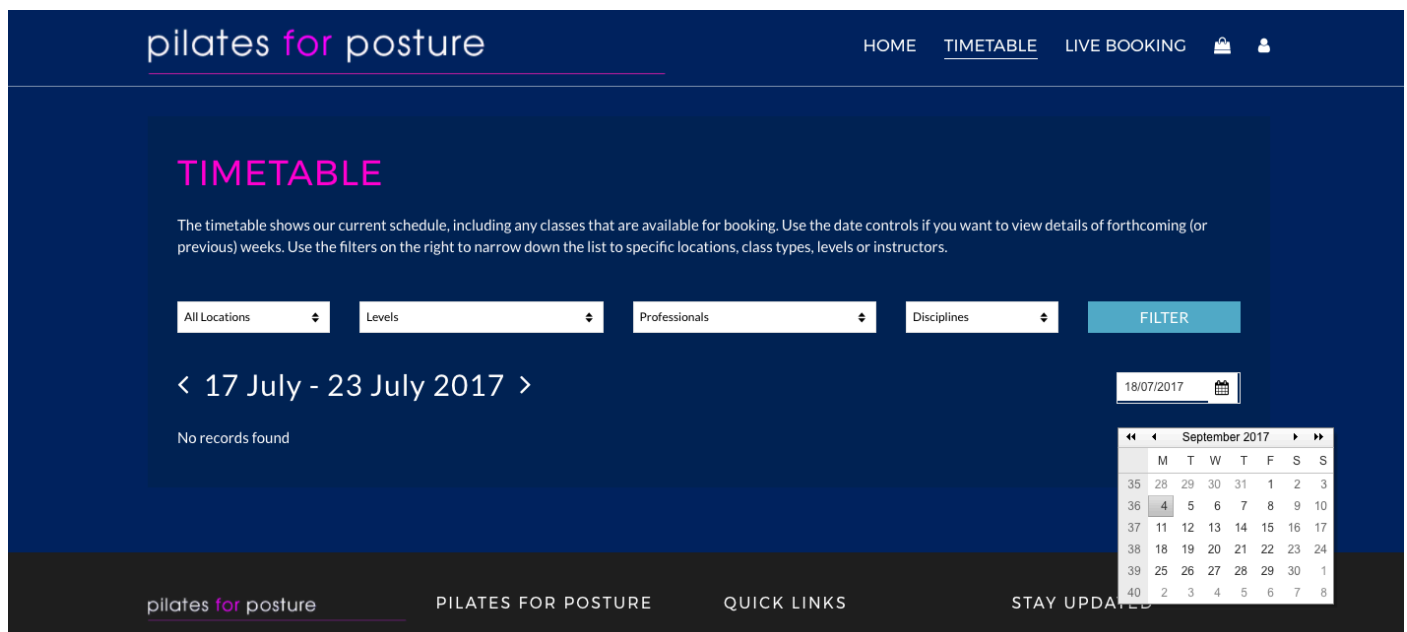 pilates for posture
HOME TIMETABLE LIVE BOOKING
TIMETABLE
The timetable shows our current schedule, including any classes that are available for booking. Use the date controls if you want to view details of forthcoming (or
previous) weeks. Use the filters on the right to narrow down the list to specific locations, class types, levels or instructors.
All Locations Levels Professionals Disciplines FILTER
17 July - 23 July 2017
18/07/2017
No records found
September 2017
M T W T F S S
35 28 29 30 31 1 2 3
36 4 5 6 7 8 9 10
37 11 12 13 14 15 16 17
38 18 19 20 21 22 23 24
39 25 26 27 28 29 30 1
40 2 3 4 5 6 7 8
pilates for posture PILATES FOR POSTURE QUICK LINKS STAY UPDATED